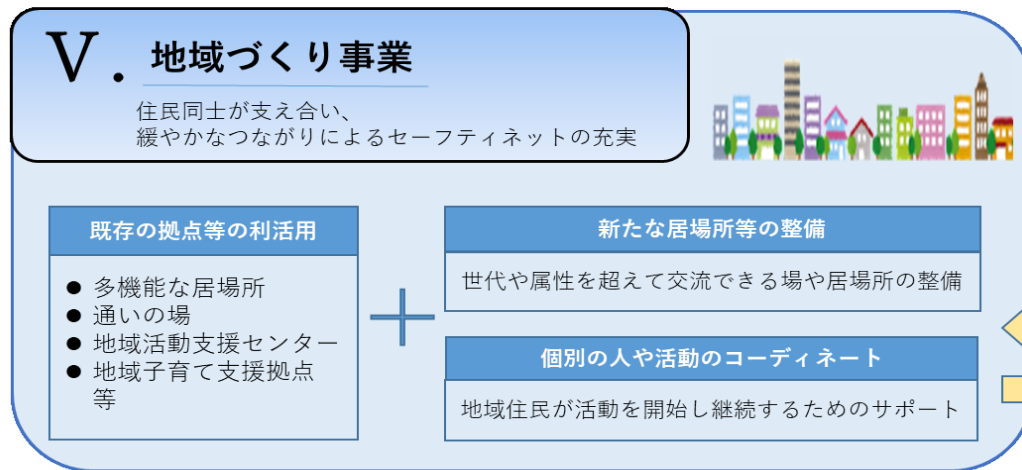 Ⅴ. 地域づくり事業
住民同士が支え合い、
緩やかなつながりによるセーフティネットの充実
既存の拠点等の利活用
● 多機能な居場所
● 通いの場
● 地域活動支援センター
● 地域子育て支援拠点
等
新たな居場所等の整備
世代や属性を超えて交流できる場や居場所の整備
個別の人や活動のコーディネート
地域住民が活動を開始し継続するためのサポート